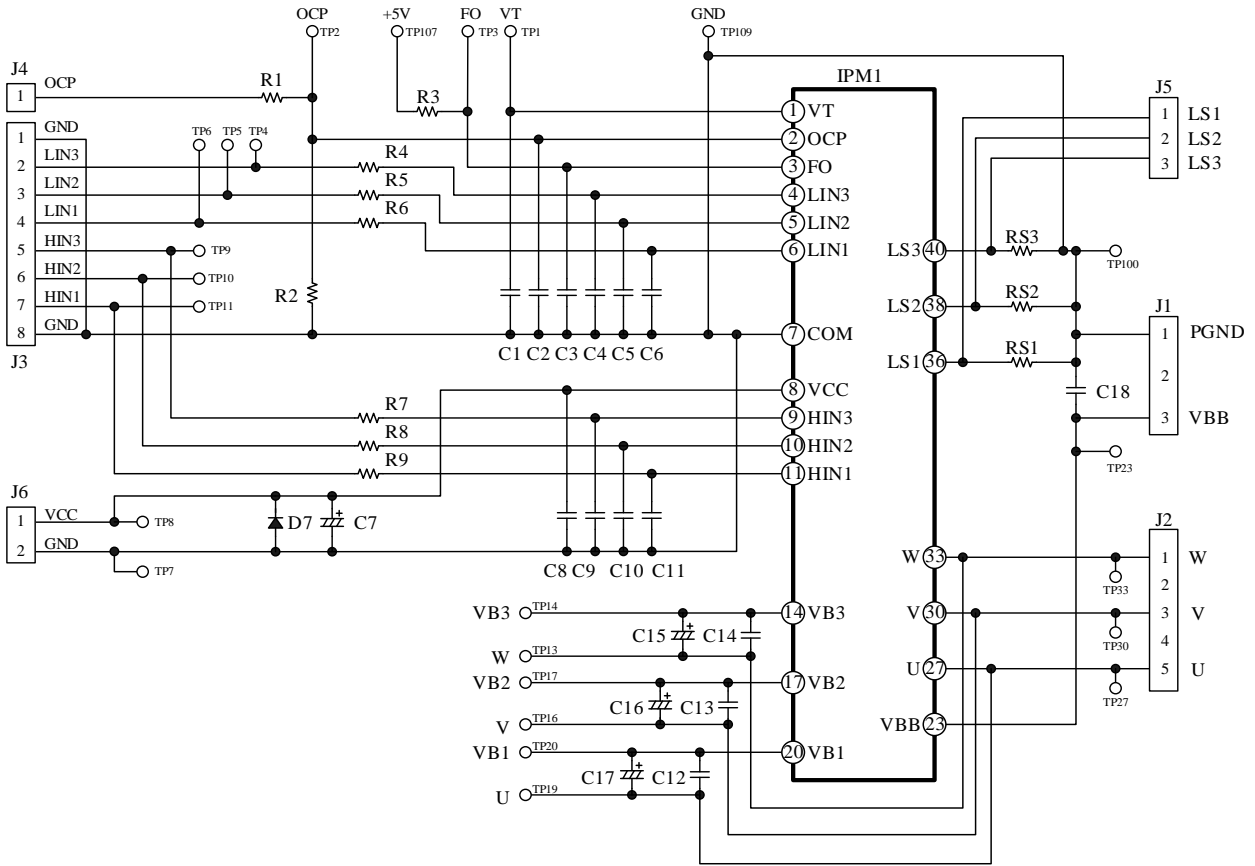 OCP +5V FO VT GND
TP2 TP107 TP3 TP1 TP109
J4 OCP R1 IPM1 J5
1 R3 1 VT 1 LS1
J3
1 GND TP6 TP5 TP4 2 OCP 2 LS2
2 LIN3 R4 3 FO 3 LS3
3 LIN2 R5 4 LIN3
4 LIN1 R6 5 LIN2
5 HIN3 TP9 6 LIN1 LS3 40 RS3 TP100
6 HIN2 TP10
7 HIN1 TP11 R2 LS2 38 RS2 J1
8 GND 7 COM 1 PGND
C1 C2 C3 C4 C5 C6 LS1 36 RS1 2
8 VCC C18
R7 9 HIN3 3 VBB
R8 10 HIN2 TP23
R9 11 HIN1
J6
1 VCC TP8 D7 + C7
2 GND TP7 J2
C8 C9 C10 C11 W 33 TP33 1 W
2
VB3 TP14 + C15 C14 14 VB3 V 30 TP30 3 V
W TP13 4
VB2 TP17 + C16 C13 17 VB2 U 27 TP27 5 U
V TP16 VBB 23
VB1 TP20 + C17 C12 20 VB1
U TP19